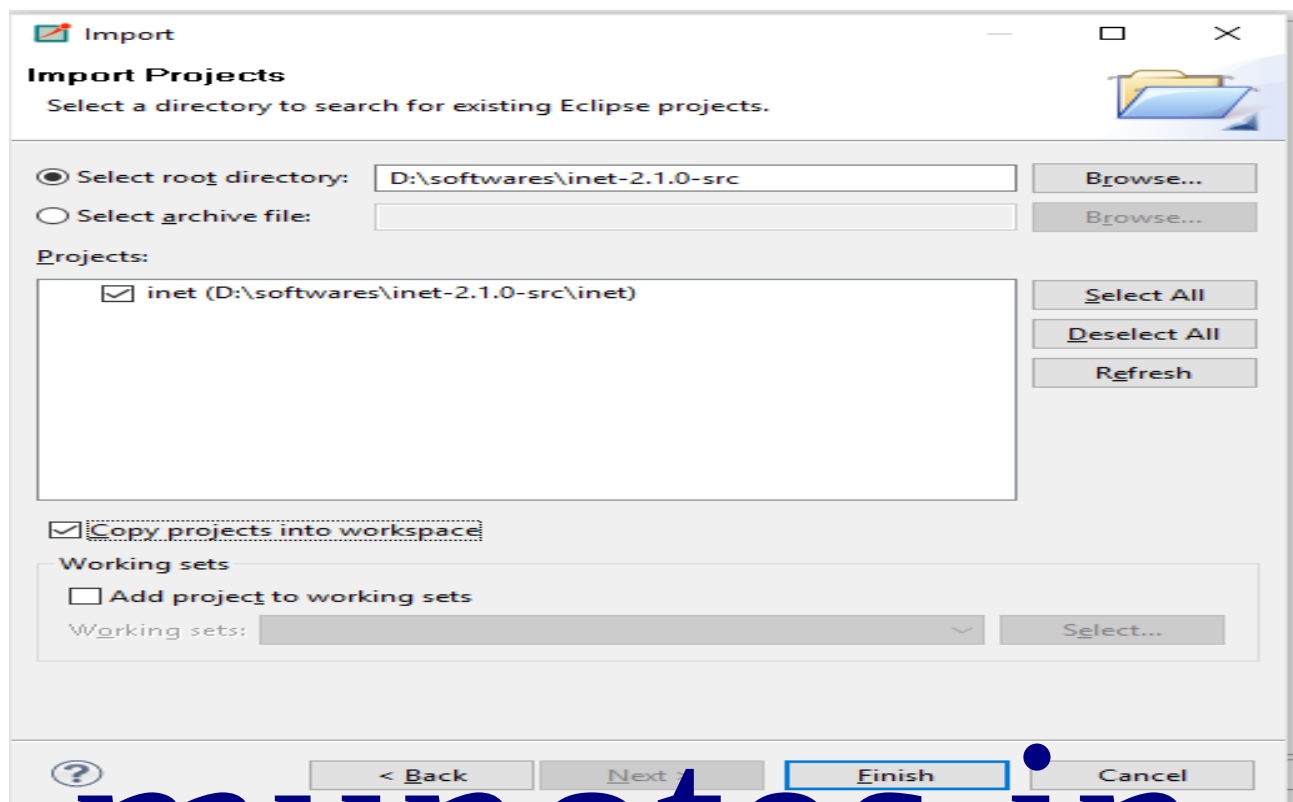 Import
Import Projects
Select a directory to search for existing Eclipse projects.
Select root directory: D:\softwares\inet-2.1.0-src Browse...
Select archive file: Browse...
Projects:
inet (D:\softwares\inet-2.1.0-src\inet)
Select All
Deselect All
Refresh
Copy projects into workspace
Working sets
Add project to working sets
Working sets: Select...
< Back Next > Finish Cancel
munotes.in